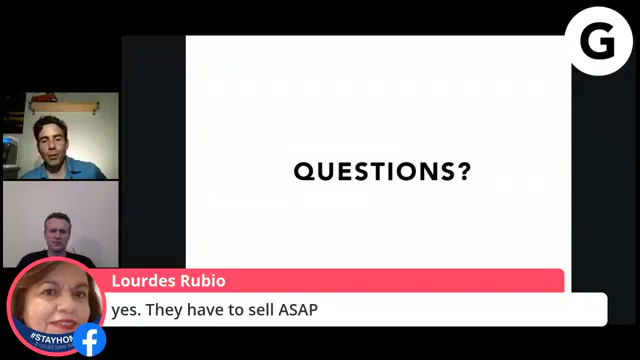 G
QUESTIONS?
Lourdes Rubio
yes. They have to sell ASAP
#STAYHOM
f